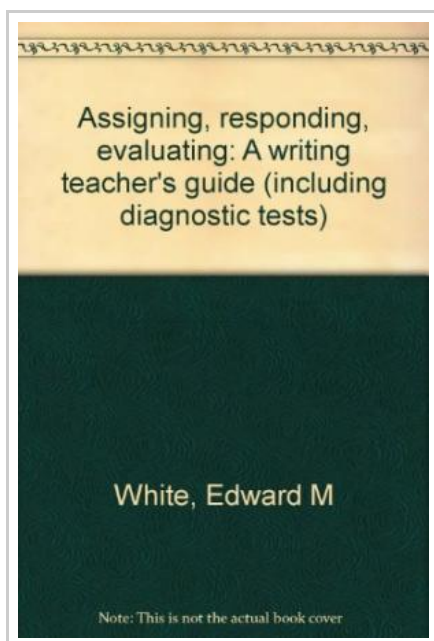 Assigning, responding,
evaluating: A writing
teacher's guide (including
diagnostic tests)
White, Edward M
Note: This is not the actual book cover